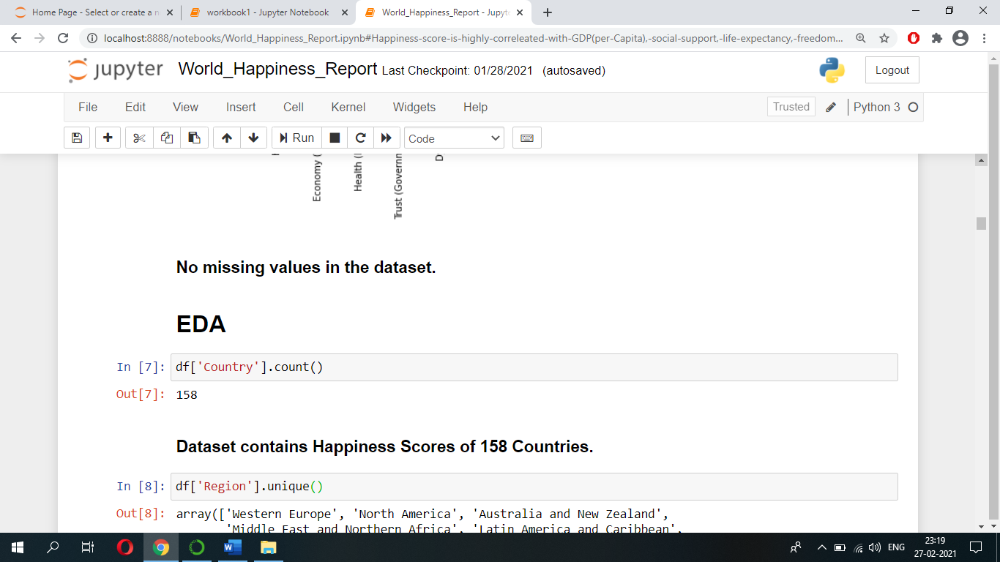 Home Page - Select or create a n
workbook1 - Jupyter Notebook
World_Happiness_Report - Jupyt
localhost:8888/notebooks/World_Happiness_Report.ipynb#Happiness-score-is-highly-correleated-with-GDP(per-Capita),-social-support,-life-expectancy,-freedom...
jupyter World_Happiness_Report Last Checkpoint: 01/28/2021 (autosaved)
Logout
File Edit View Insert Cell Kernel Widgets Help
Trusted
Python 3
Run
Code
Economy (
Health (
Trust (Governm
D
No missing values in the dataset.
EDA
In [7]: df['Country'].count()
Out[7]: 158
Dataset contains Happiness Scores of 158 Countries.
In [8]: df['Region'].unique()
Out[8]: array(['Western Europe', 'North America', 'Australia and New Zealand',
'Middle East and Northern Africa', 'Latin America and Caribbean',
ENG
23:19
27-02-2021